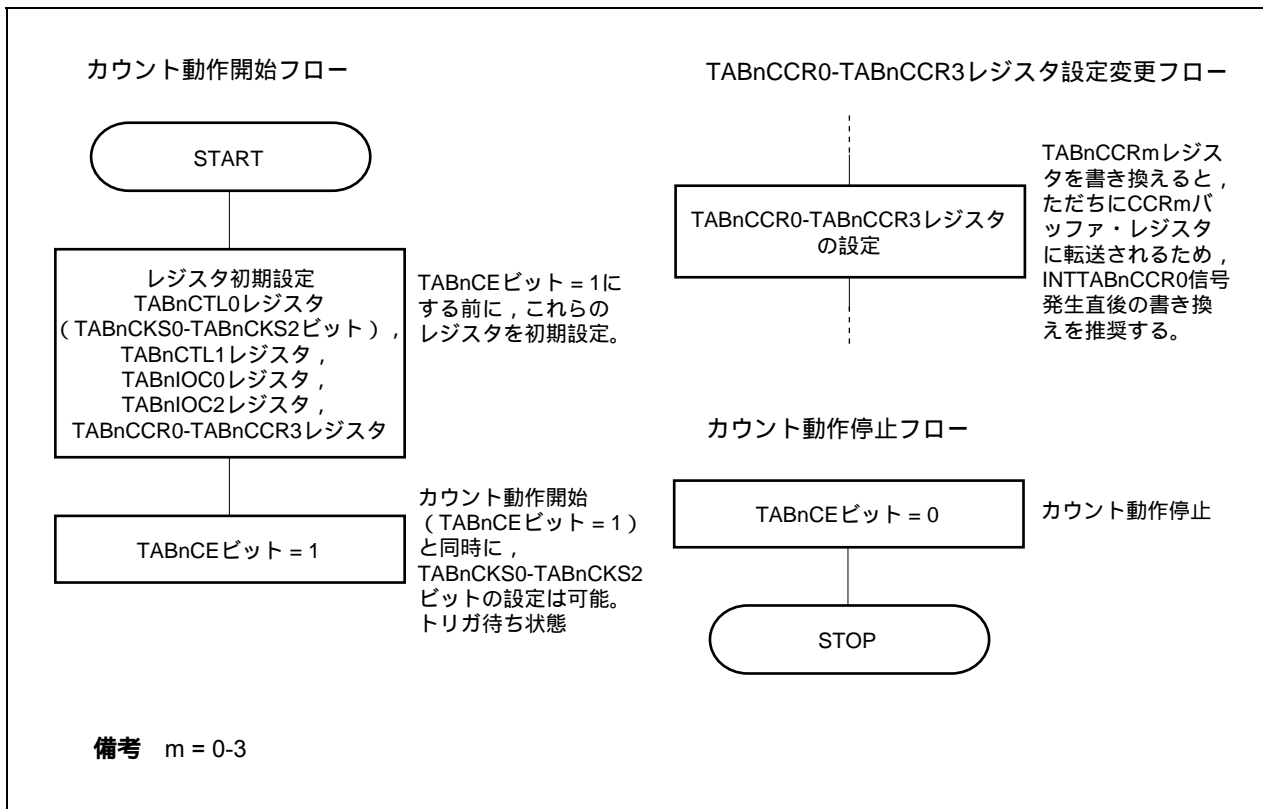 カウント動作開始フロー
START
レジスタ初期設定
TABnCTL0レジスタ
（TABnCKS0-TABnCKS2ビット），
TABnCTL1レジスタ，
TABnIOC0レジスタ，
TABnIOC2レジスタ，
TABnCCR0-TABnCCR3レジスタ
TABnCEビット = 1に
する前に，これらの
レジスタを初期設定。
TABnCEビット = 1
カウント動作開始
（TABnCEビット = 1）
と同時に，
TABnCKS0-TABnCKS2
ビットの設定は可能。
トリガ待ち状態
TABnCCR0-TABnCCR3レジスタ設定変更フロー
TABnCCR0-TABnCCR3レジスタ
の設定
TABnCCRmレジス
タを書き換えると，
ただちにCCRmバ
ッファ・レジスタ
に転送されるため，
INTTABnCCR0信号
発生直後の書き換
えを推奨する。
カウント動作停止フロー
TABnCEビット = 0
カウント動作停止
STOP
備考 m = 0-3